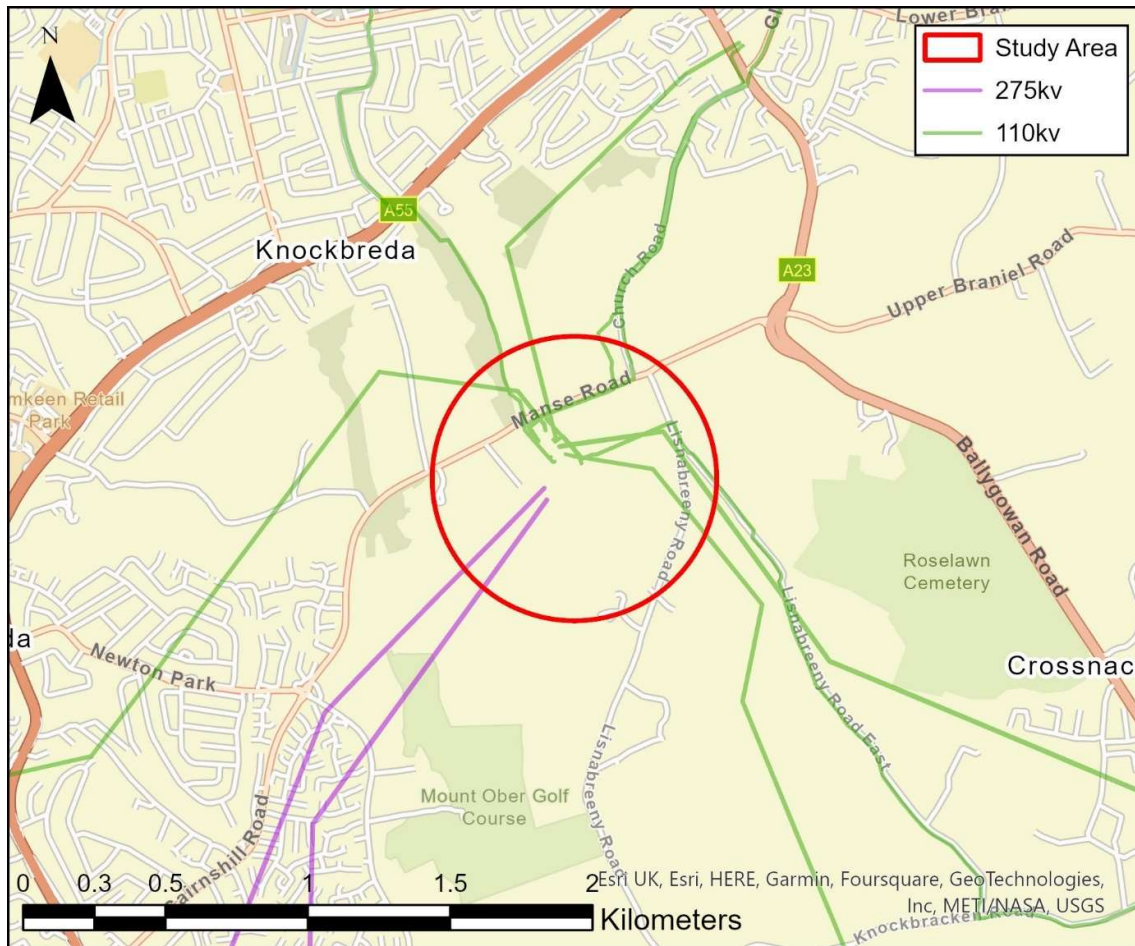 N
Lower Bran
Study Area
275kv
110kv
A55
Knockbreda
Church Road
A23
Upper Braniel Road
Manse Road
Retail
Park
Lisnabreeny Road
Ballygowan Road
Roselawn
Cemetery
Newton Park
Crossnac
Lisnabreeny Road East
Lisnabreeny Road
Mount Ober Golf
Course
Cairnshill Road
0 0.3 0.5 1 1.5 2
Kilometers
Esri UK, Esri, HERE, Garmin, Foursquare, GeoTechnologies,
Inc, METI/NASA, USGS
Knockbracken Road